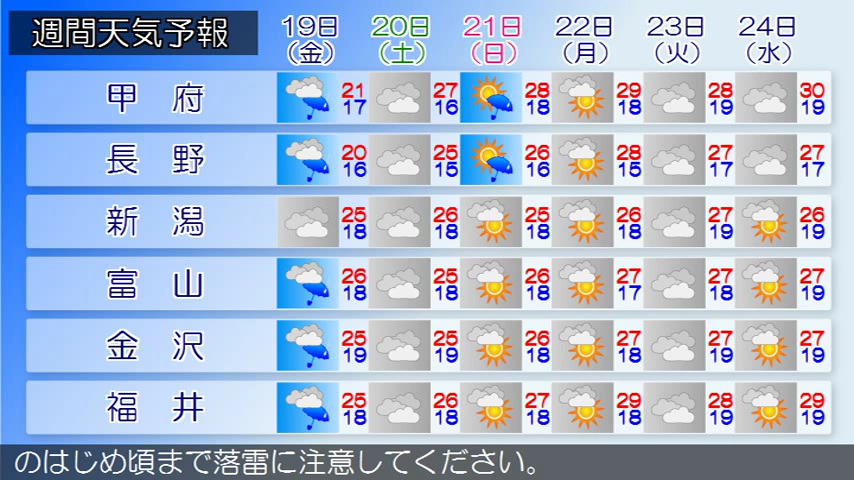 週間天気予報
19日 20日 21日 22日 23日 24日
（金） （土） （日） （月） （火） （水）
甲府 21 27 28 29 28 30
17 16 18 18 19 19
長野 20 25 26 28 27 27
16 15 16 15 17 17
新潟 25 26 25 26 27 26
18 18 18 18 19 19
富山 26 25 26 27 27 27
18 18 18 17 18 19
金沢 25 25 26 27 27 27
19 19 18 18 19 19
福井 25 26 27 29 28 29
18 18 18 18 19 19
のはじめ頃まで落雷に注意してください。